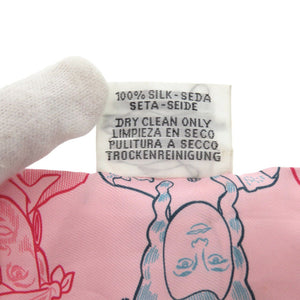 100% SILK-SEDA
SETA-SEIDE
DRY CLEAN ONLY
LIMPIEZA EN SECO
PULITURA A SECCO
TROCKENREINIGUNG